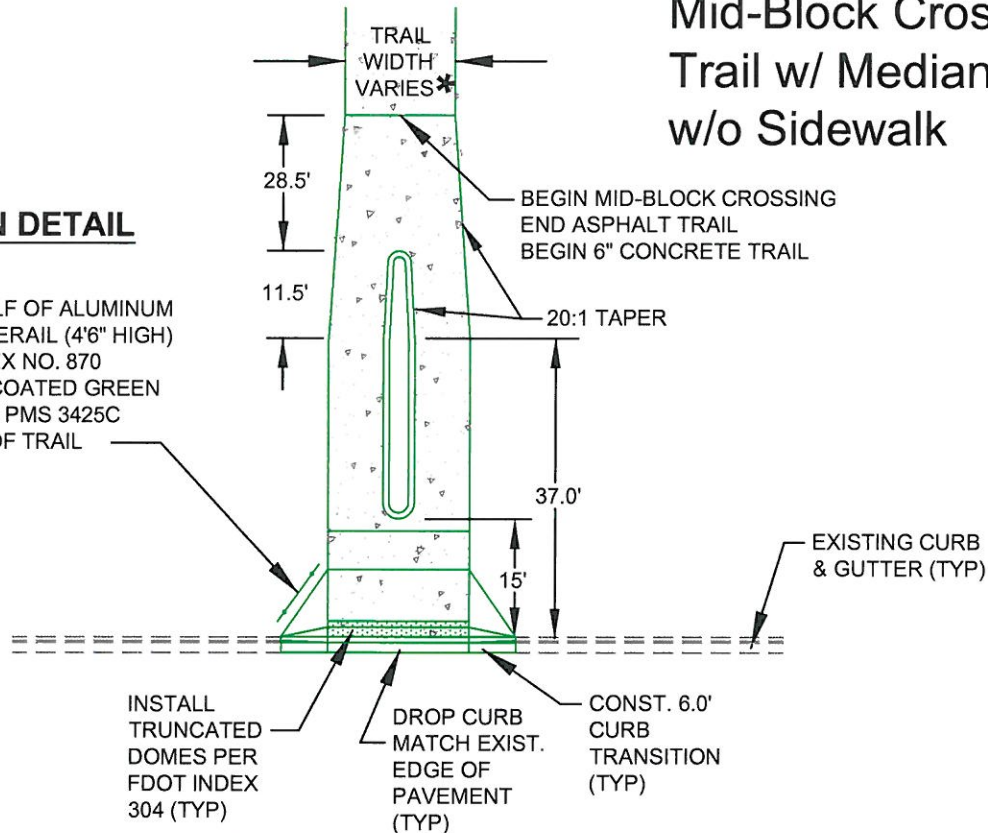 Mid-Block Cros
Trail w/ Median
w/o Sidewalk
TRAIL
WIDTH
VARIES*
28.5'
BEGIN MID-BLOCK CROSSING
END ASPHALT TRAIL
BEGIN 6" CONCRETE TRAIL
N DETAIL
11.5'
LF OF ALUMINUM
ERAIL (4'6" HIGH)
X NO. 870
COATED GREEN
PMS 3425C
OF TRAIL
20:1 TAPER
37.0'
15'
EXISTING CURB
& GUTTER (TYP)
INSTALL
TRUNCATED
DOMES PER
FDOT INDEX
304 (TYP)
DROP CURB
MATCH EXIST.
EDGE OF
PAVEMENT
(TYP)
CONST. 6.0'
CURB
TRANSITION
(TYP)